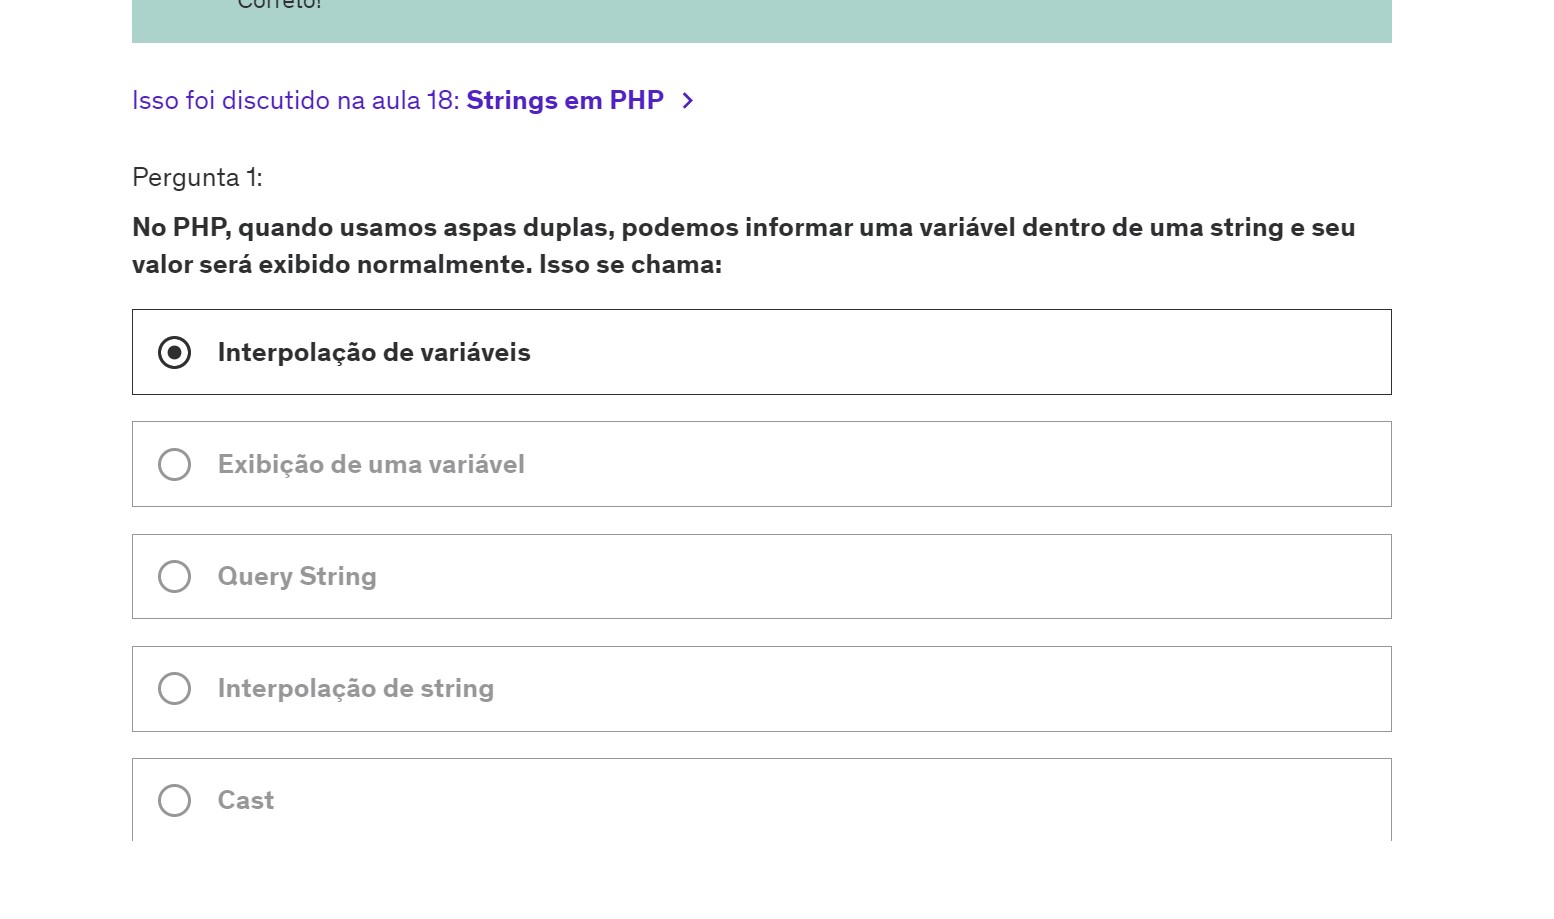 Correto!
Isso foi discutido na aula 18: Strings em PHP
Pergunta 1:
No PHP, quando usamos aspas duplas, podemos informar uma variável dentro de uma string e seu
valor será exibido normalmente. Isso se chama:
Interpolação de variáveis
Exibição de uma variável
Query String
Interpolação de string
Cast